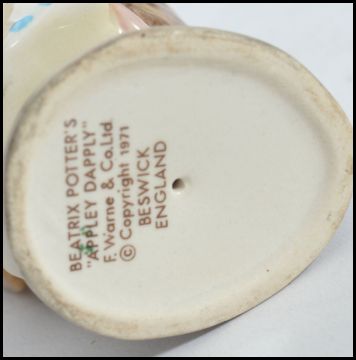 BEATRIX POTTER'S
"APPLEY DAPPLY"
F. Warne & Co. Ltd.
© Copyright 1971
BESWICK
ENGLAND